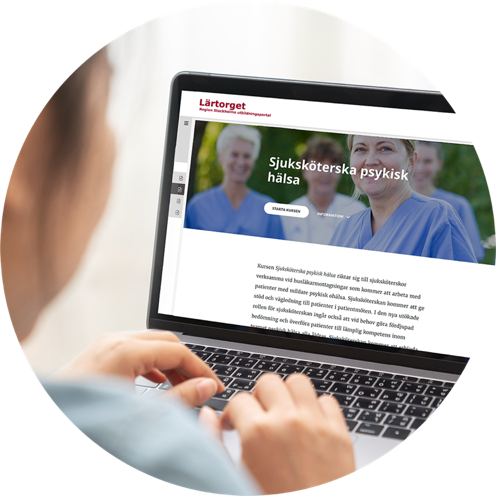 Lärtorget
Region Stockholms utbildningsportal
Sjuksköterska psykisk
hälsa
STARTA KURSEN
INFORMATION
Kursen Sjuksköterska psykisk hälsa riktar sig till sjuksköterskor
verksamma vid husläkarmottagningar som kommer att arbeta med
patienter med mildare psykisk ohälsa. Sjuksköterskan kommer att ge
stöd och vägledning till patienter i patientmöten. I den nya utökade
rollen för sjuksköterskan ingår också att vid behov göra fördjupad
bedömning och överföra patienter till lämplig kompetens inom